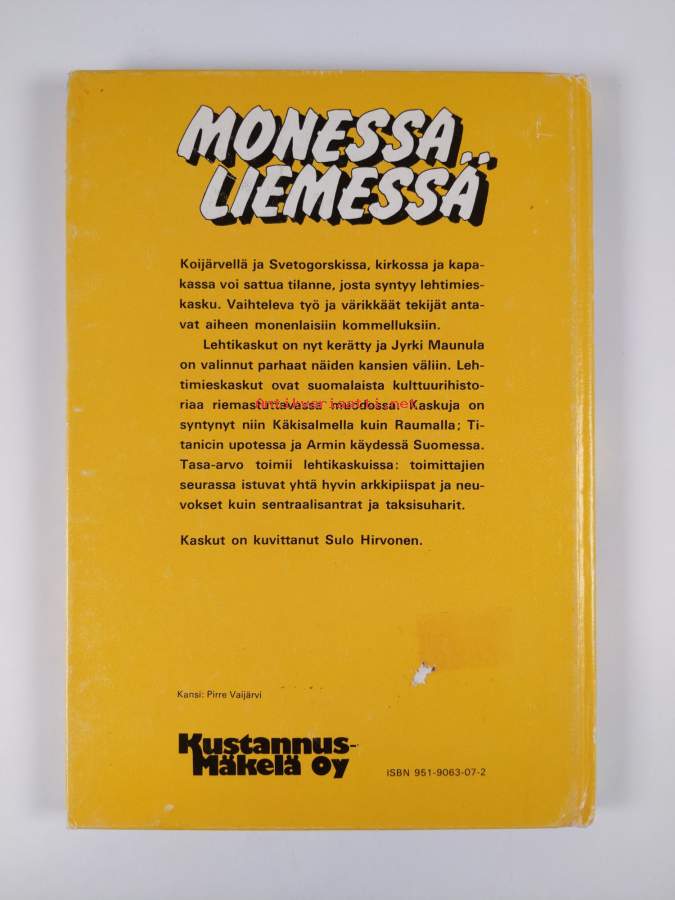 MONESSA
LIEMESSÄ
Koijärvellä ja Svetogorskissa, kirkossa ja kapa-
kassa voi sattua tilanne, josta syntyy lehtimies-
kasku. Vaihteleva työ ja värikkäät tekijät anta-
vat aiheen monenlaisiin kommelluksiin.
Lehtikaskut on nyt kerätty ja Jyrki Maunula
on valinnut parhaat näiden kansien väliin. Leh-
timieskaskut ovat suomalaista kulttuurihisto-
riaa riemastuttavassa muodossa. Kaskuja on
Antikvariaatti.net
syntynyt niin Käkisalmella kuin Raumalla; Ti-
tanicin upotessa ja Armin käydessä Suomessa.
Tasa-arvo toimii lehtikaskuissa: toimittajien
seurassa istuvat yhtä hyvin arkkipiispat ja neu-
vokset kuin sentraalisantrat ja taksisuharit.
Kaskut on kuvittanut Sulo Hirvonen.
Kansi: Pirre Vaijärvi
Kustannus-
Mäkelä Oy
ISBN 951-9063-07-2